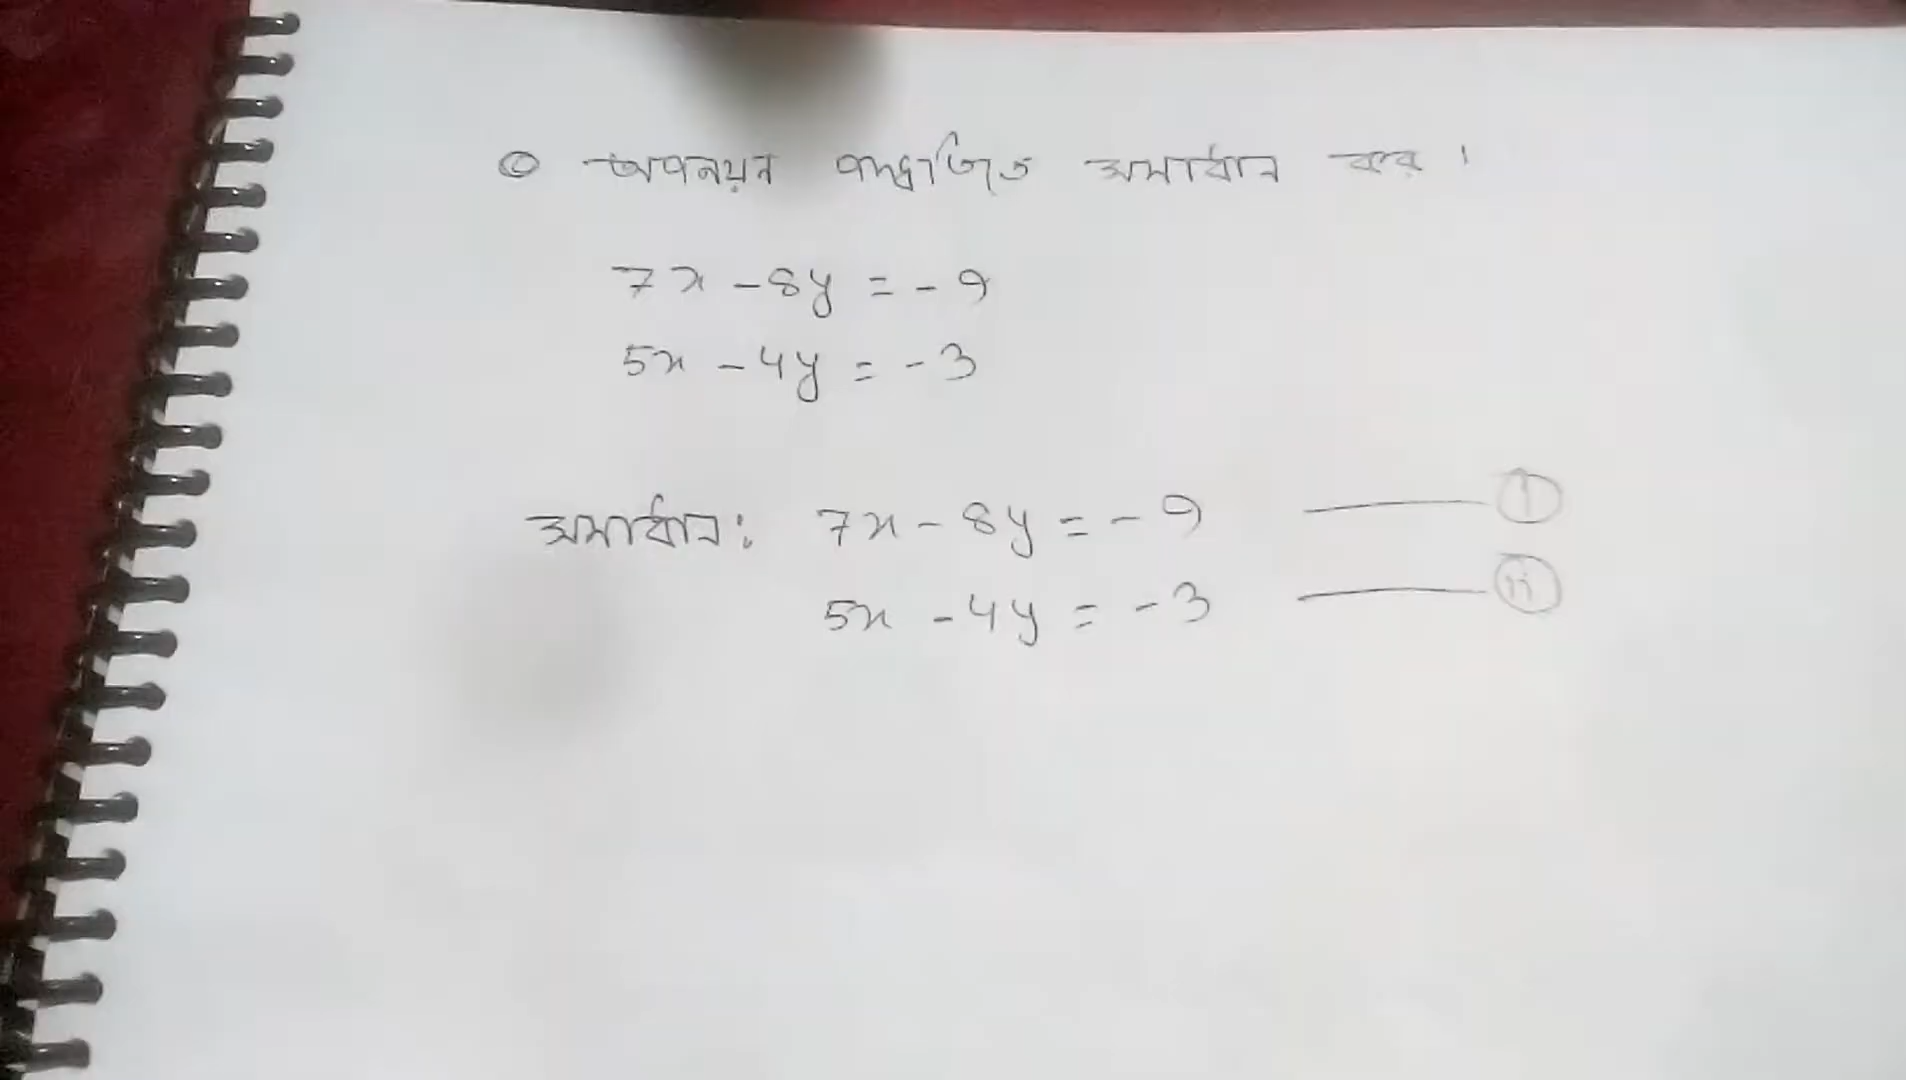 ◎ অপনয়ন পদ্ধতিতে সমাধান কর।
7x - 8y = - 9
5x - 4y = - 3
সমাধান: 7x - 8y = - 9 —— (i)
5x - 4y = - 3 —— (ii)